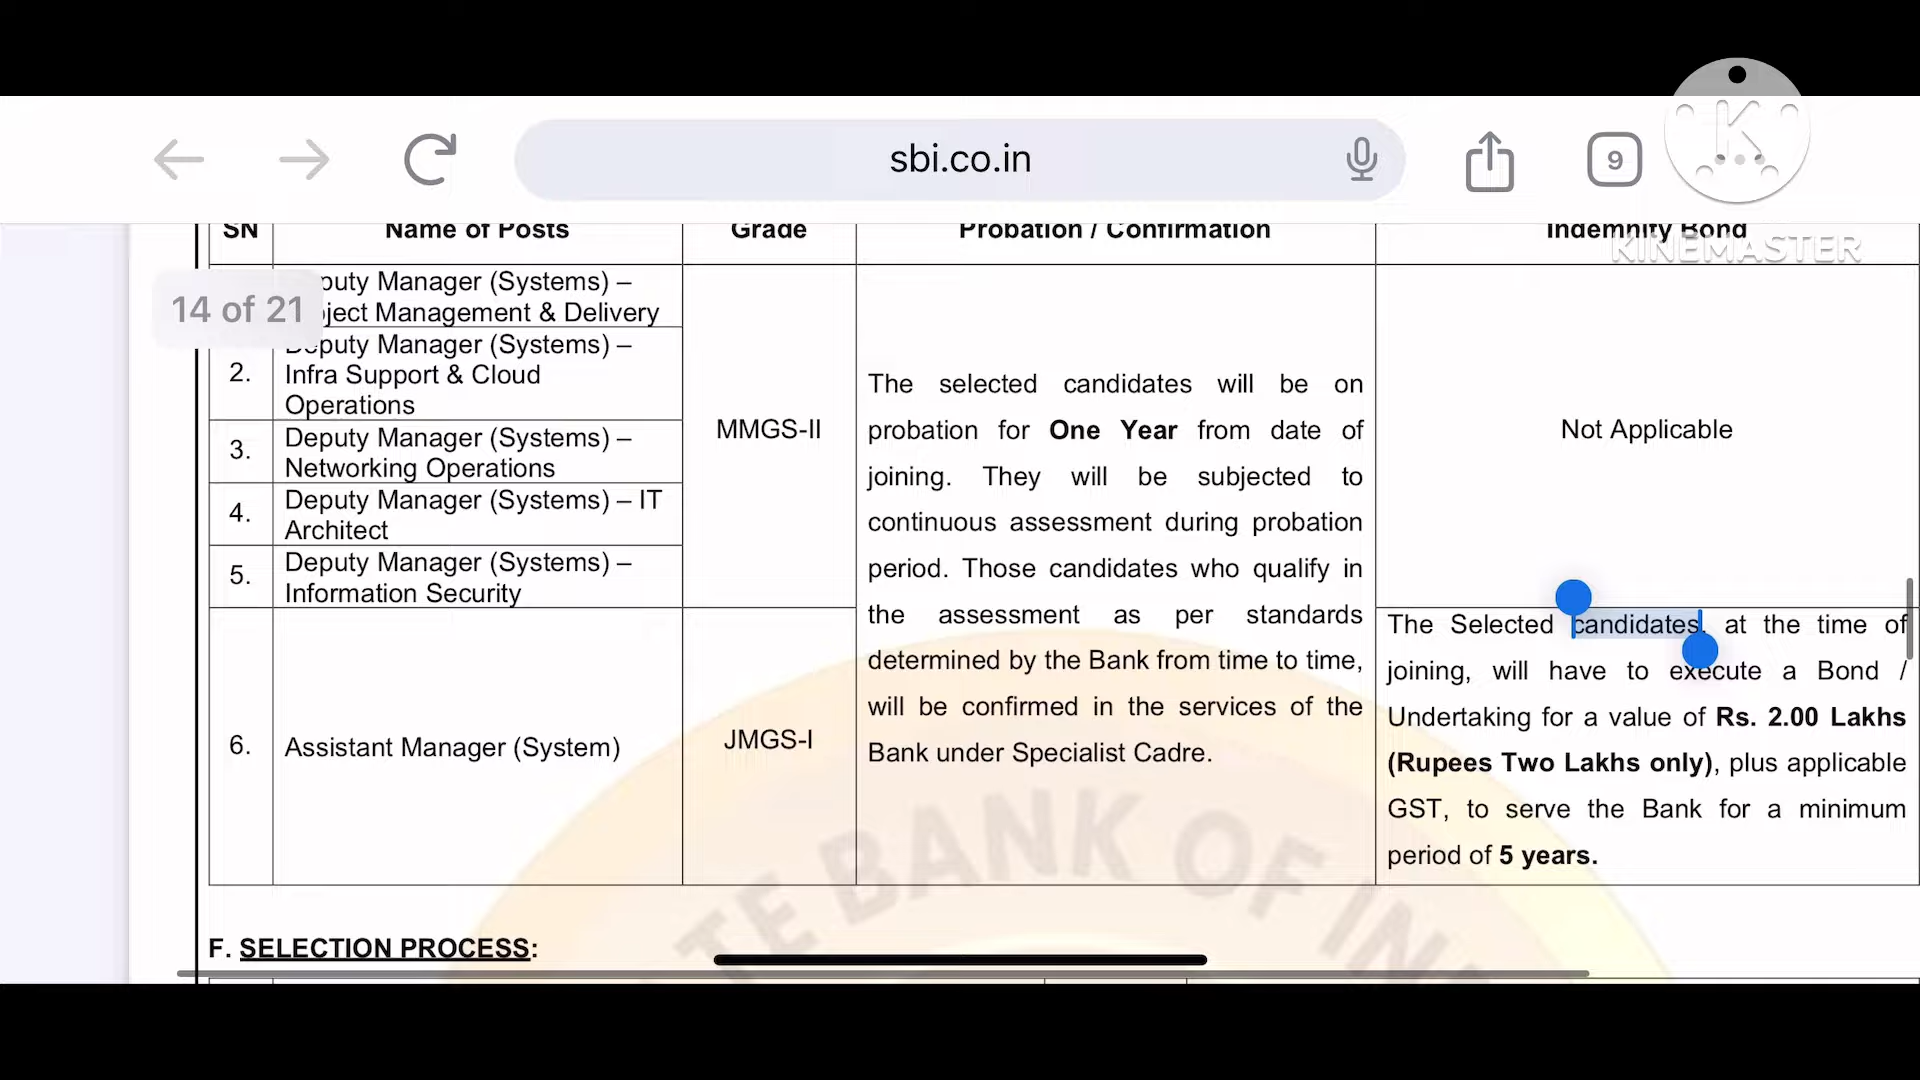 sbi.co.in
9
K
KINEMASTER
SN Name of Posts Grade Probation / Confirmation Indemnity Bond
14 of 21
puty Manager (Systems) –
ject Management & Delivery
2.
Deputy Manager (Systems) –
Infra Support & Cloud
Operations
3.
Deputy Manager (Systems) –
Networking Operations
4.
Deputy Manager (Systems) – IT
Architect
5.
Deputy Manager (Systems) –
Information Security
MMGS-II
The selected candidates will be on
probation for One Year from date of
joining. They will be subjected to
continuous assessment during probation
period. Those candidates who qualify in
the assessment as per standards
determined by the Bank from time to time,
will be confirmed in the services of the
Bank under Specialist Cadre.
Not Applicable
6.
Assistant Manager (System)
JMGS-I
The Selected candidates, at the time of
joining, will have to execute a Bond /
Undertaking for a value of Rs. 2.00 Lakhs
(Rupees Two Lakhs only), plus applicable
GST, to serve the Bank for a minimum
period of 5 years.
TE BANK OF IN
F. SELECTION PROCESS: